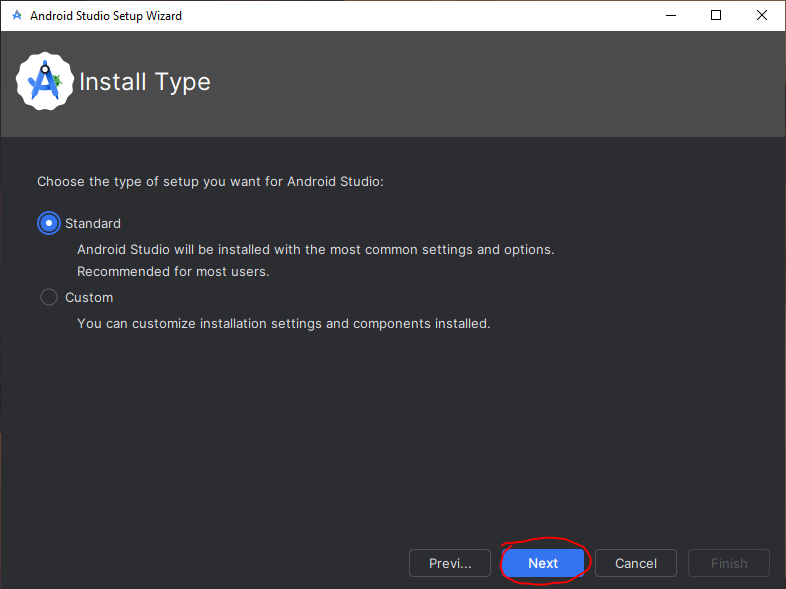 Android Studio Setup Wizard
Install Type
Choose the type of setup you want for Android Studio:
Standard
Android Studio will be installed with the most common settings and options.
Recommended for most users.
Custom
You can customize installation settings and components installed.
Previ... Next Cancel Finish